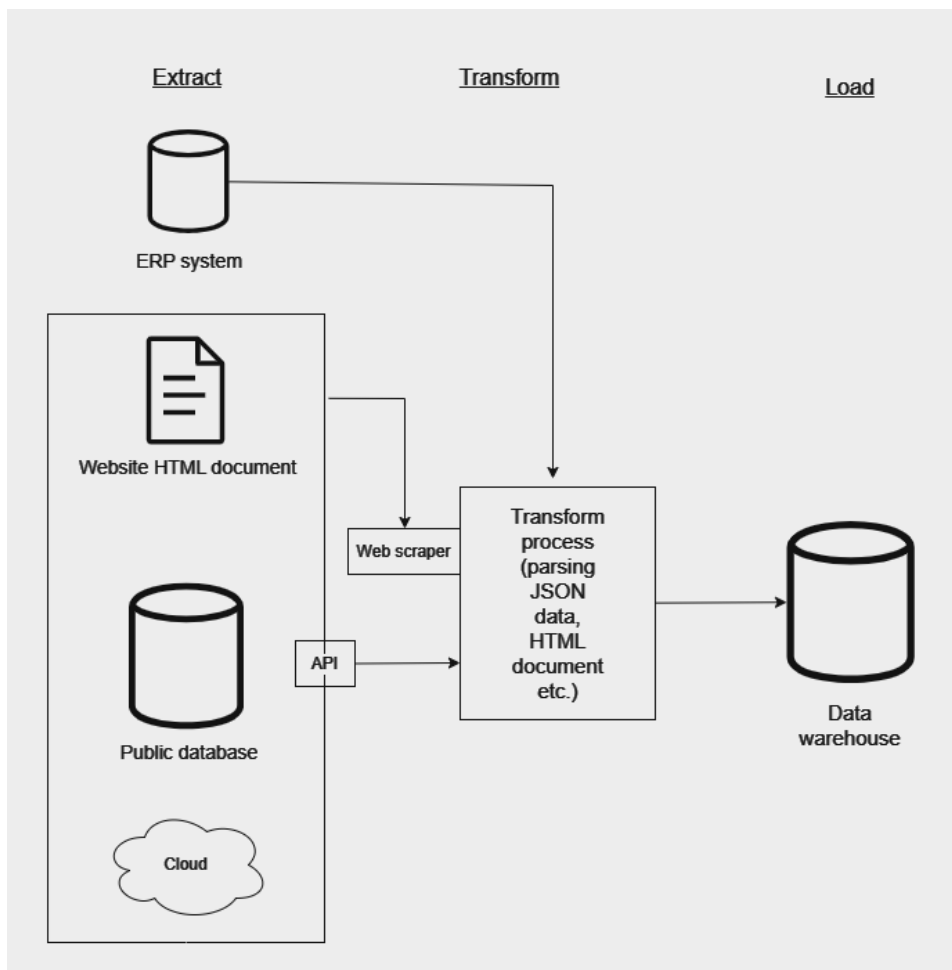 Extract
Transform
Load
ERP system
Website HTML document
Web scraper
Transform
process
(parsing
JSON
data,
HTML
document
etc.)
API
Public database
Data
warehouse
Cloud